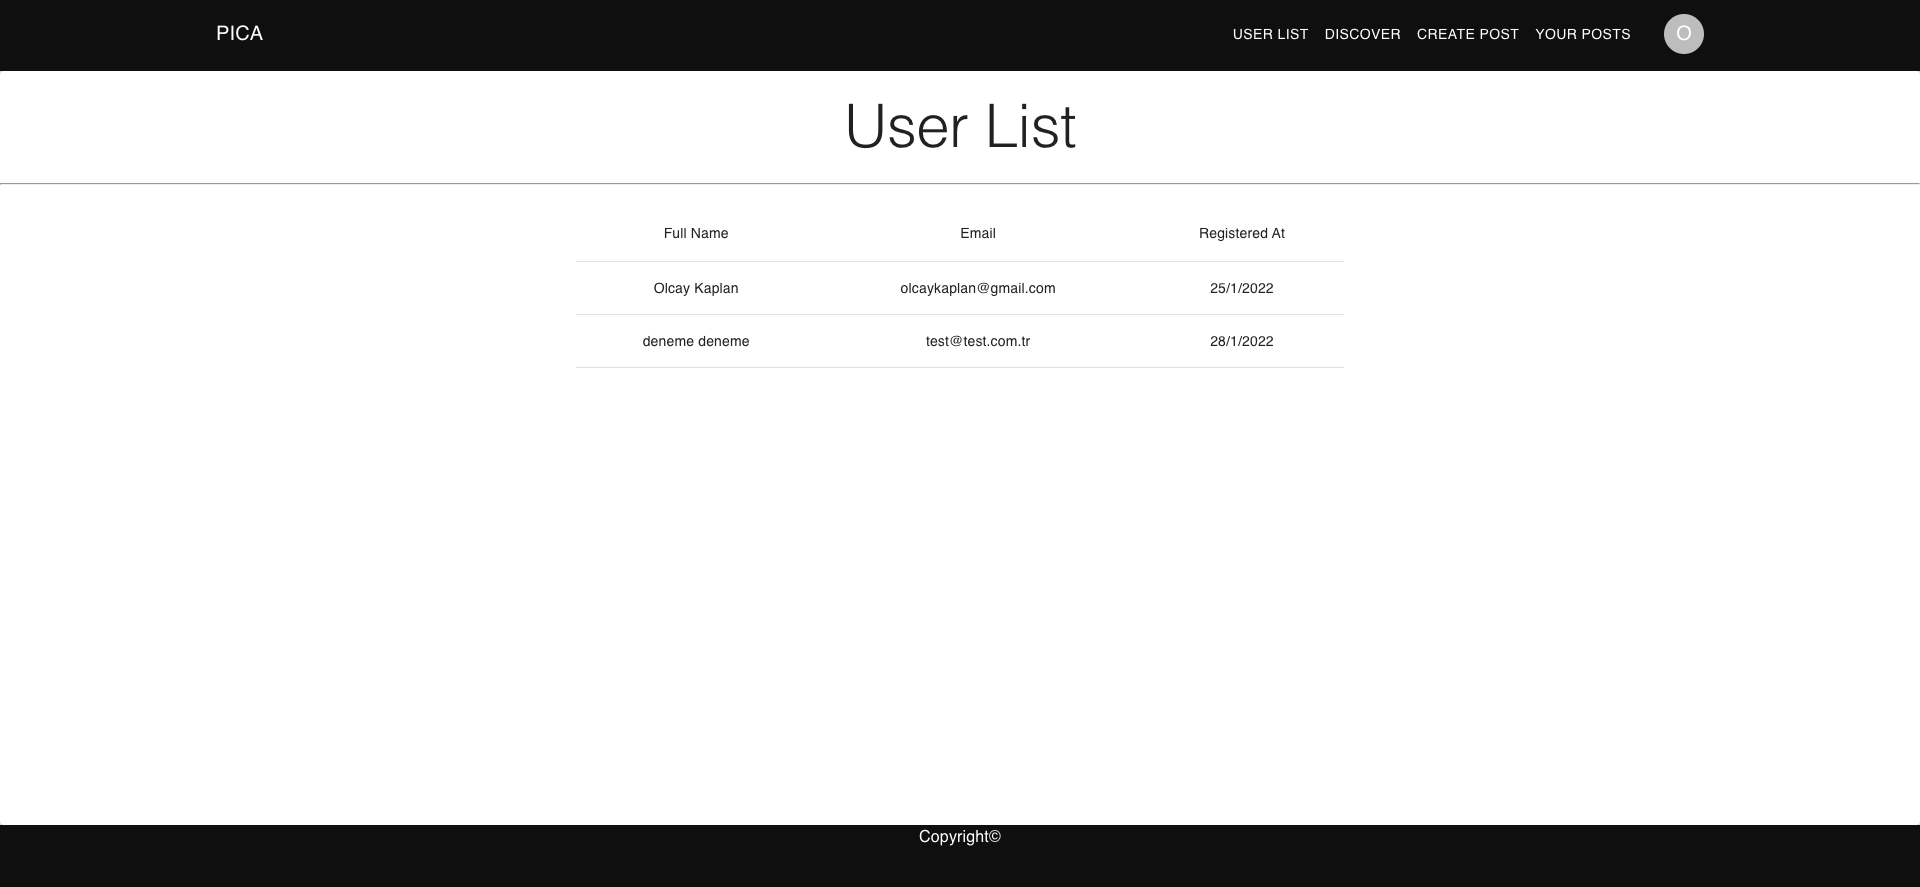 PICA USER LIST DISCOVER CREATE POST YOUR POSTS O
User List
Full Name Email Registered At
Olcay Kaplan olcaykaplan@gmail.com 25/1/2022
deneme deneme test@test.com.tr 28/1/2022
Copyright©